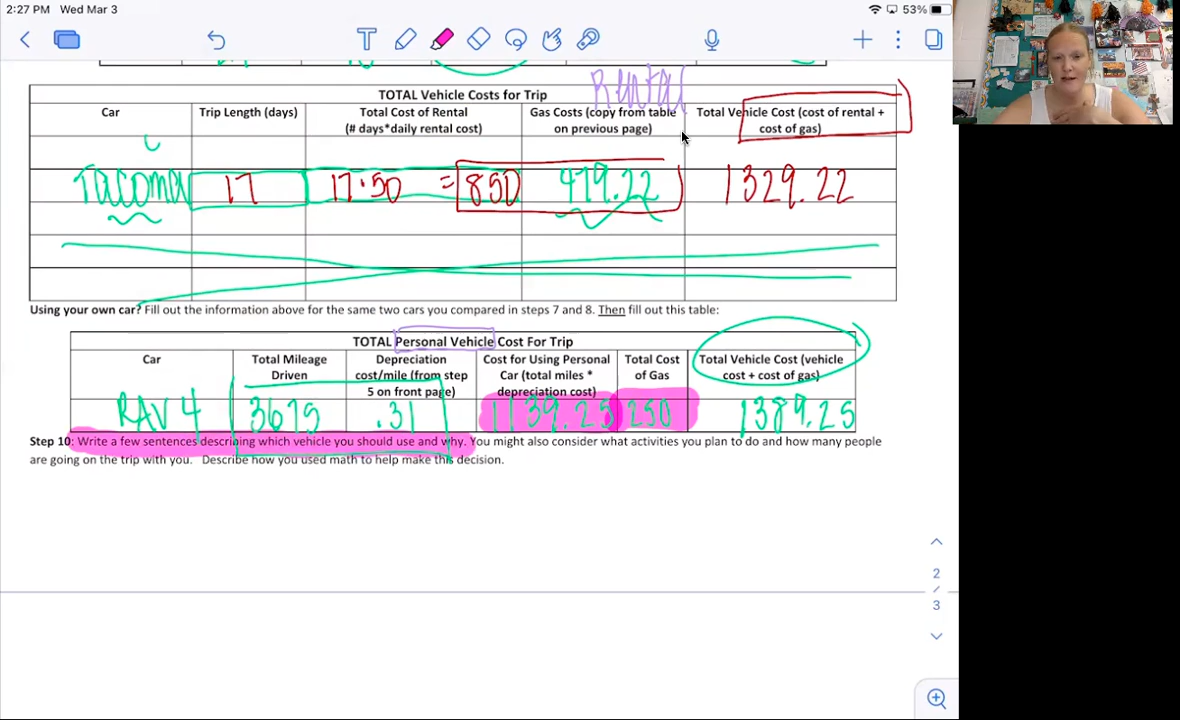 2:27 PM Wed Mar 3
53%
T
Rental
TOTAL Vehicle Costs for Trip
Car Trip Length (days) Total Cost of Rental (# days*daily rental cost) Gas Costs (copy from table on previous page) Total Vehicle Cost (cost of rental + cost of gas)
Tacoma 17 17·50 =850 479.22 1329.22
Using your own car? Fill out the information above for the same two cars you compared in steps 7 and 8. Then fill out this table:
TOTAL Personal Vehicle Cost For Trip
Car Total Mileage Driven Depreciation cost/mile (from step 5 on front page) Cost for Using Personal Car (total miles * depreciation cost) Total Cost of Gas Total Vehicle Cost (vehicle cost + cost of gas)
RAV 4 3675 .31 1139.25 250 1389.25
Step 10: Write a few sentences describing which vehicle you should use and why. You might also consider what activities you plan to do and how many people
are going on the trip with you. Describe how you used math to help make this decision.
2
/
3